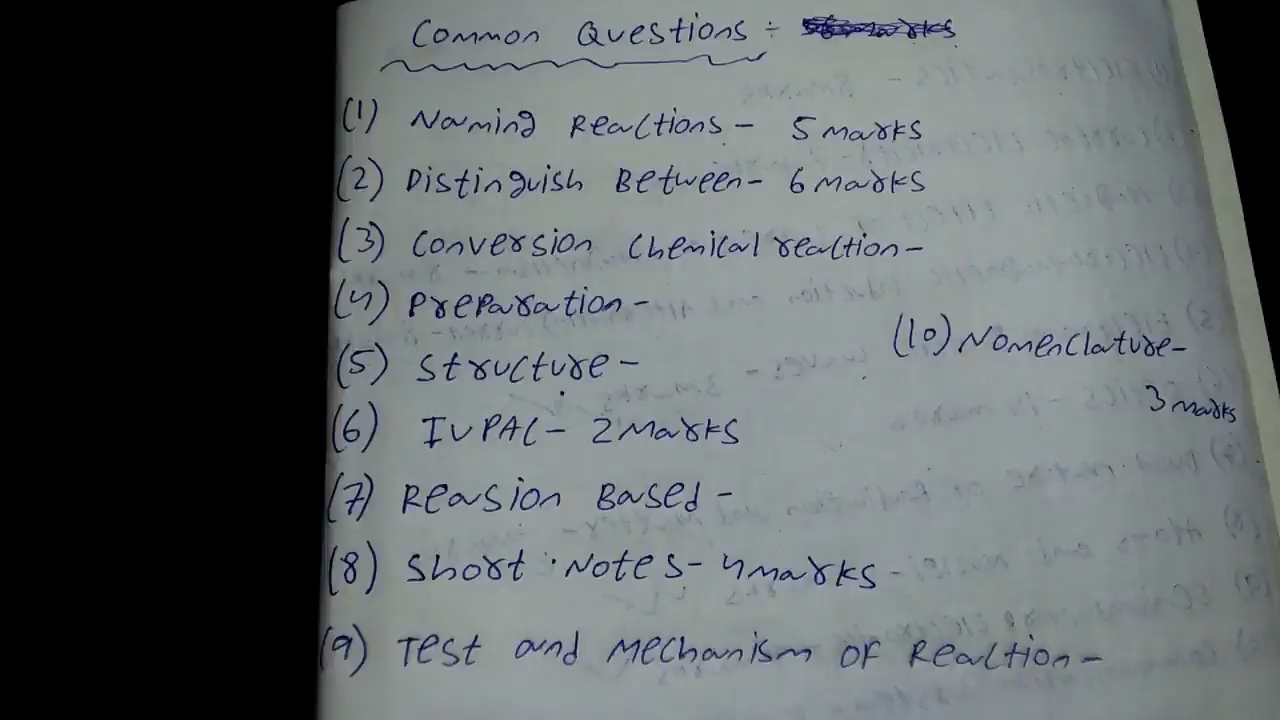 Common Questions ÷
(1) Naming Reactions - 5 marks
(2) Distinguish Between - 6 marks
(3) Conversion Chemical reaction -
(4) Preparation -
(5) Structure -
(6) IUPAC - 2 Marks
(7) Reasion Based -
(8) Short Notes - 4 marks
(9) Test and Mechanism of Reaction -
(10) Nomenclature -
3 marks